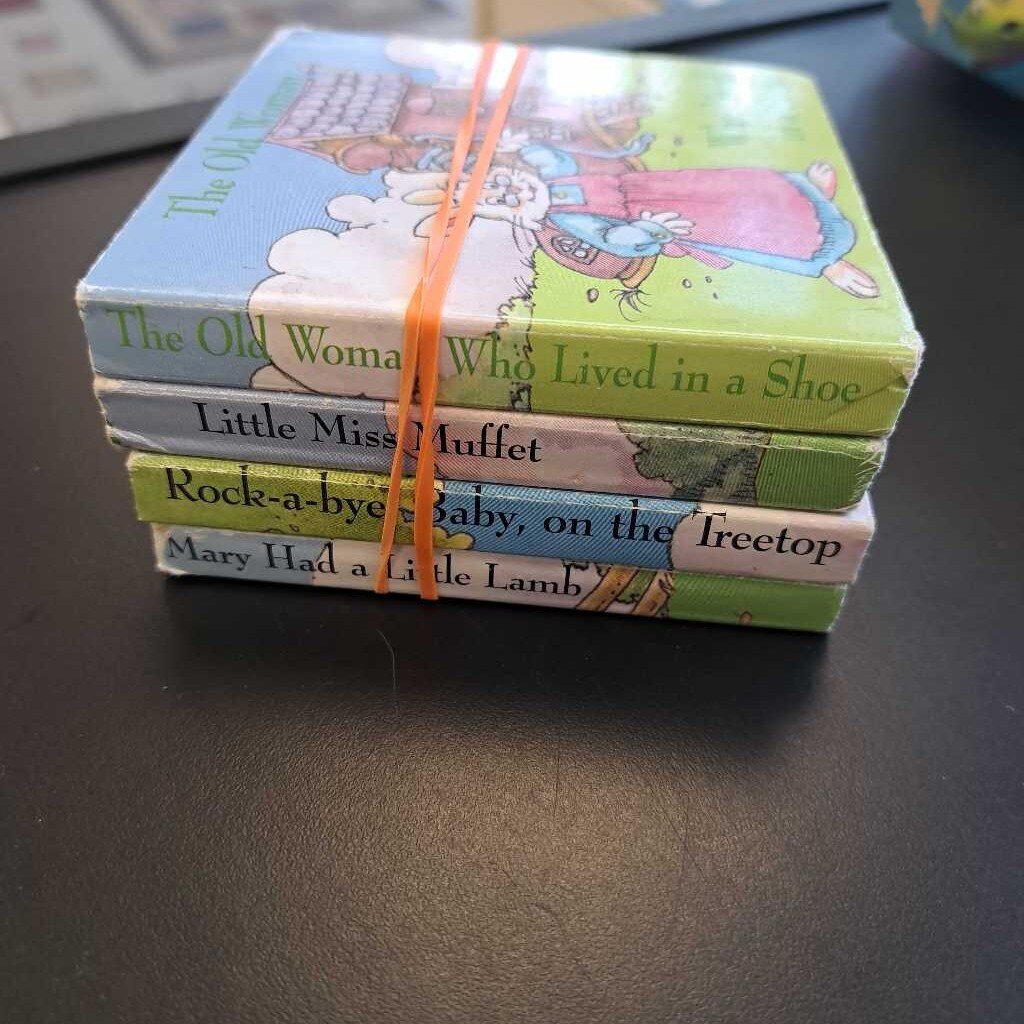 The Old Woman
The Old Woma Who Lived in a Shoe
Little Miss Muffet
Rock-a-bye Baby, on the Treetop
Mary Had a Little Lamb